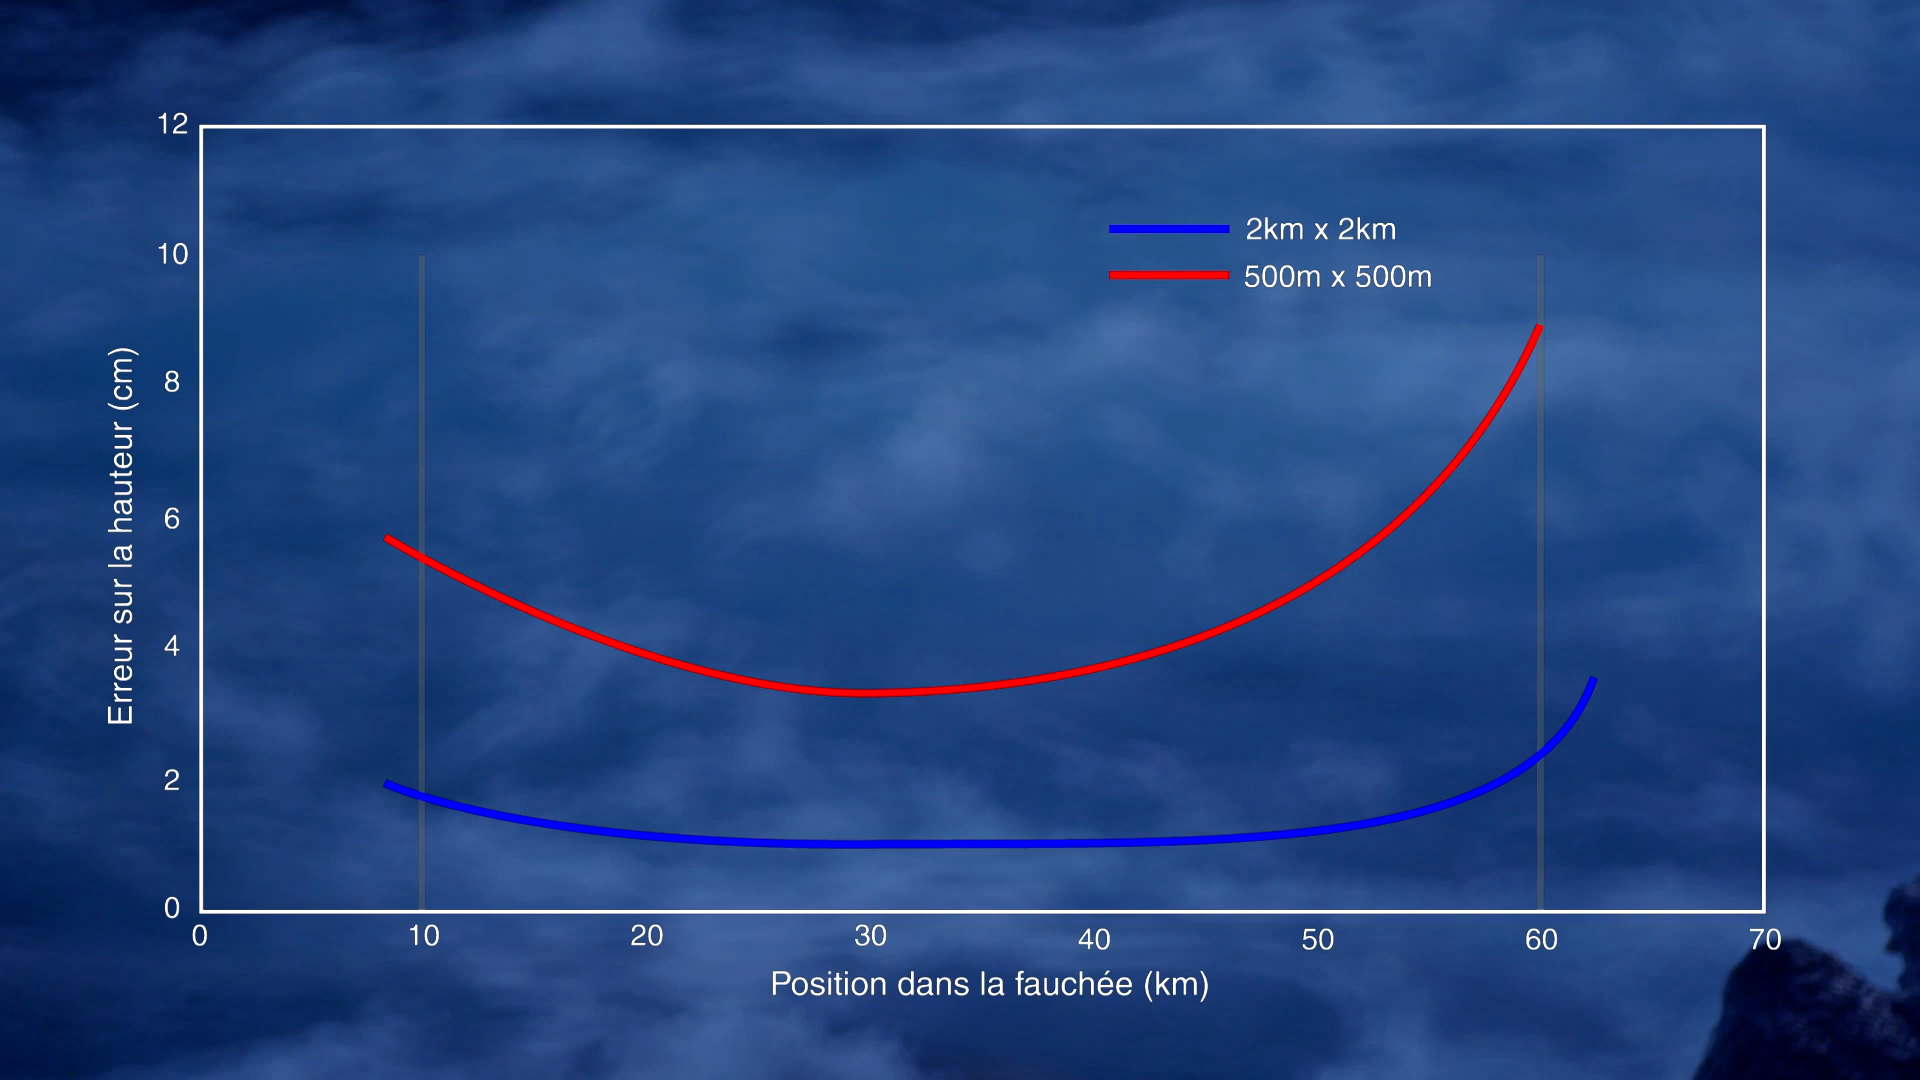 12
10
8
6
4
2
0
Erreur sur la hauteur (cm)
2km x 2km
500m x 500m
0 10 20 30 40 50 60 70
Position dans la fauchée (km)